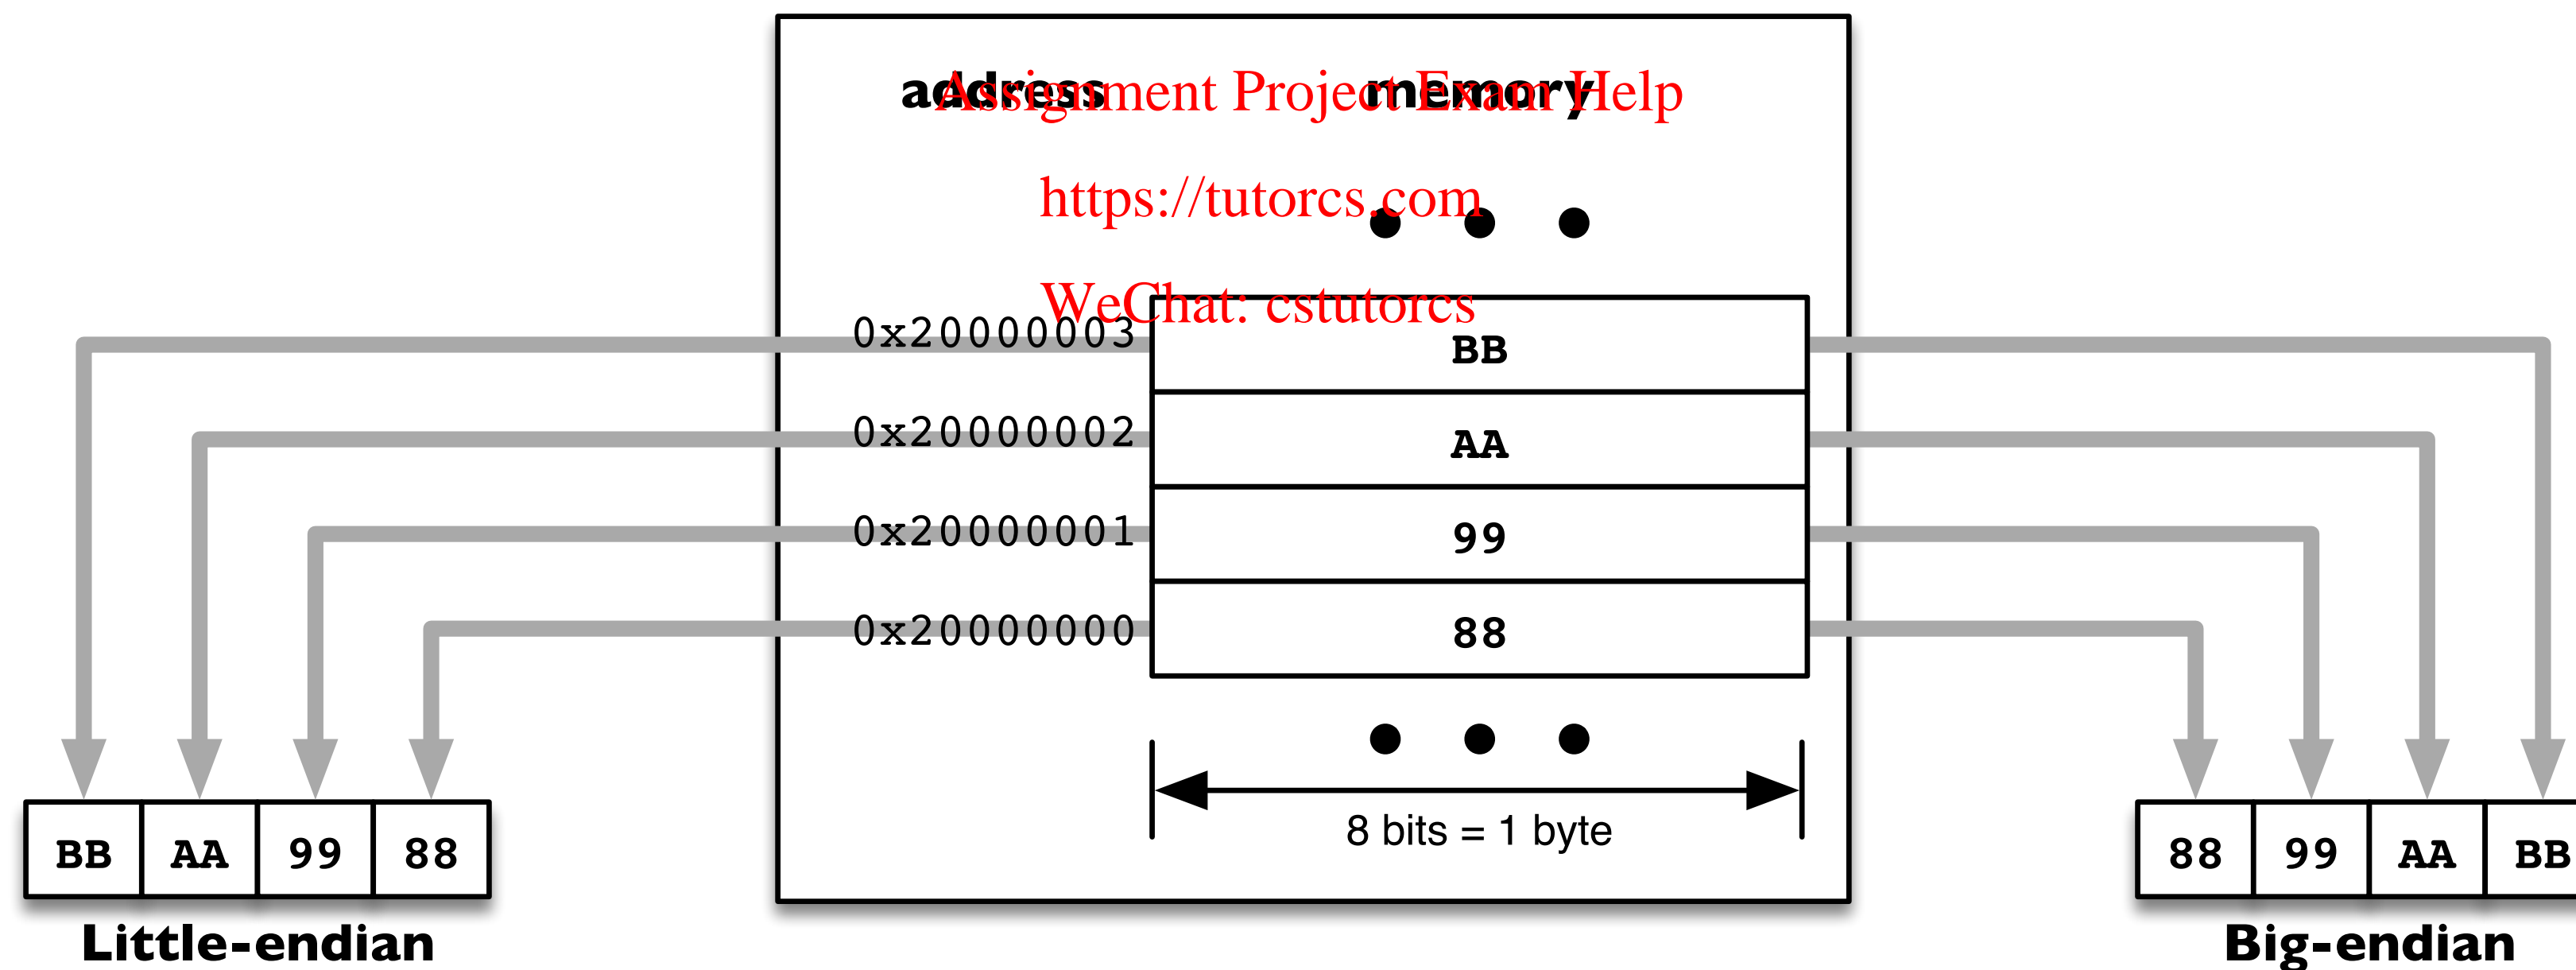 address memory
Assignment Project Exam Help
https://tutorcs.com
WeChat: cstutorcs
0x20000003 BB
0x20000002 AA
0x20000001 99
0x20000000 88
8 bits = 1 byte
BB AA 99 88
Little-endian
88 99 AA BB
Big-endian